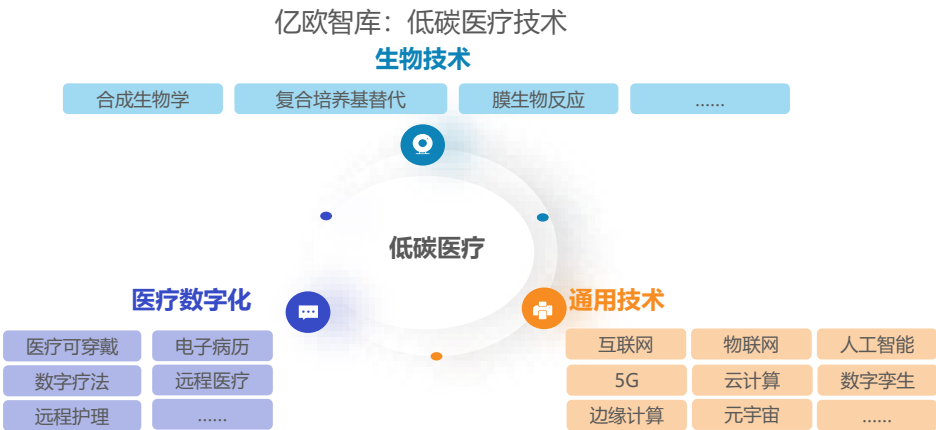 亿欧智库：低碳医疗技术
生物技术
合成生物学 复合培养基替代 膜生物反应 ……
低碳医疗
医疗数字化
医疗可穿戴 电子病历
数字疗法 远程医疗
远程护理 ……
通用技术
互联网 物联网 人工智能
5G 云计算 数字孪生
边缘计算 元宇宙 ……